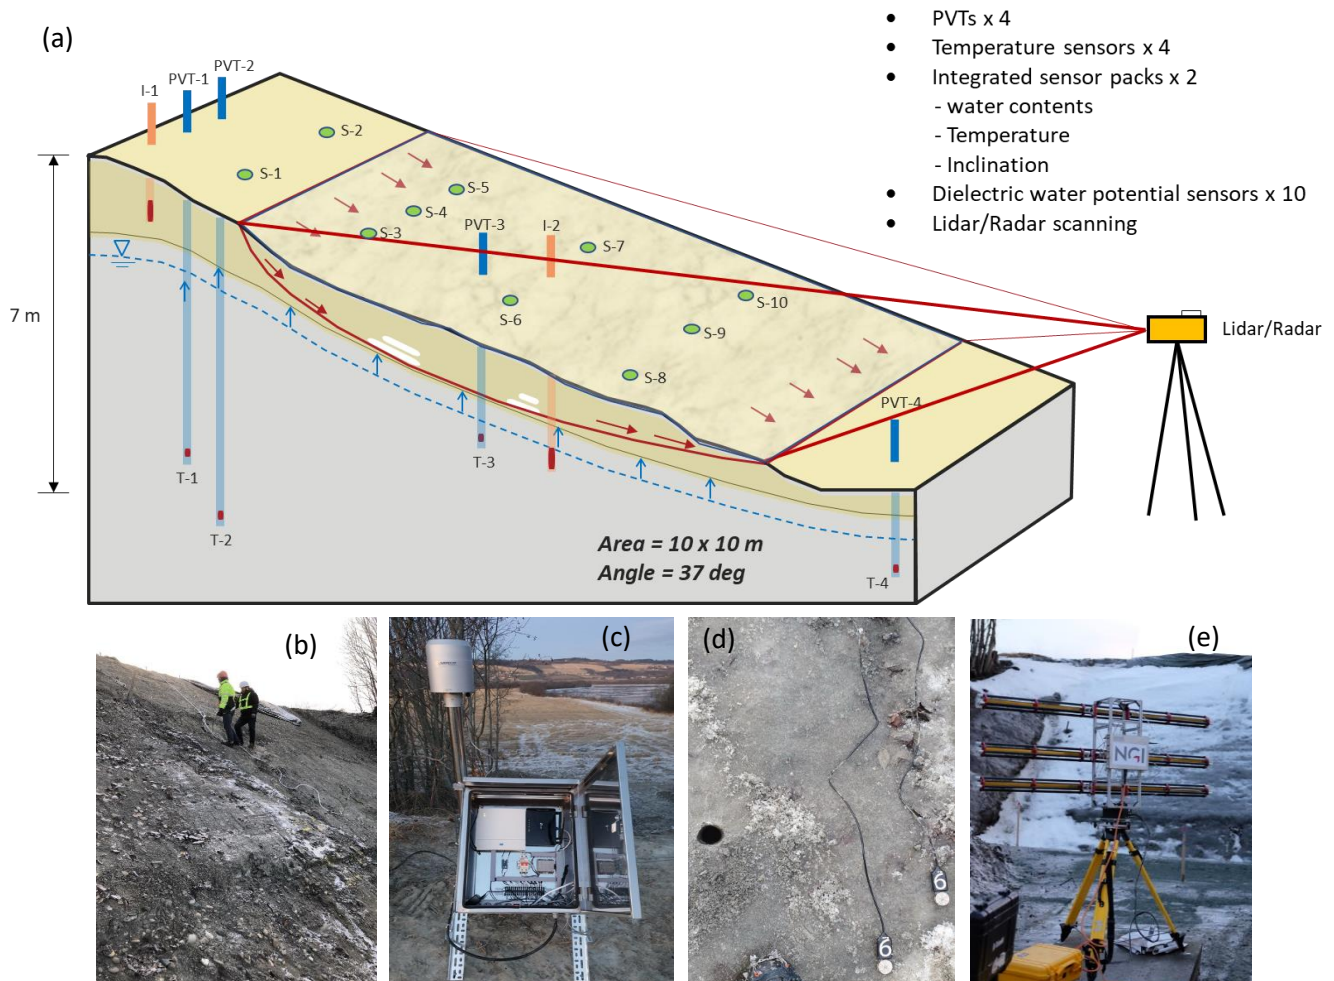 (a)
PVTs x 4
Temperature sensors x 4
Integrated sensor packs x 2
- water contents
- Temperature
- Inclination
Dielectric water potential sensors x 10
Lidar/Radar scanning
PVT-2
PVT-1
I-1
S-2
S-1
S-5
S-4
S-3
PVT-3
I-2
S-7
S-10
S-6
S-9
S-8
7 m
Lidar/Radar
PVT-4
T-1
T-2
T-3
T-4
Area = 10 x 10 m
Angle = 37 deg
(b)
(c)
(d)
(e)
NGI
6
6